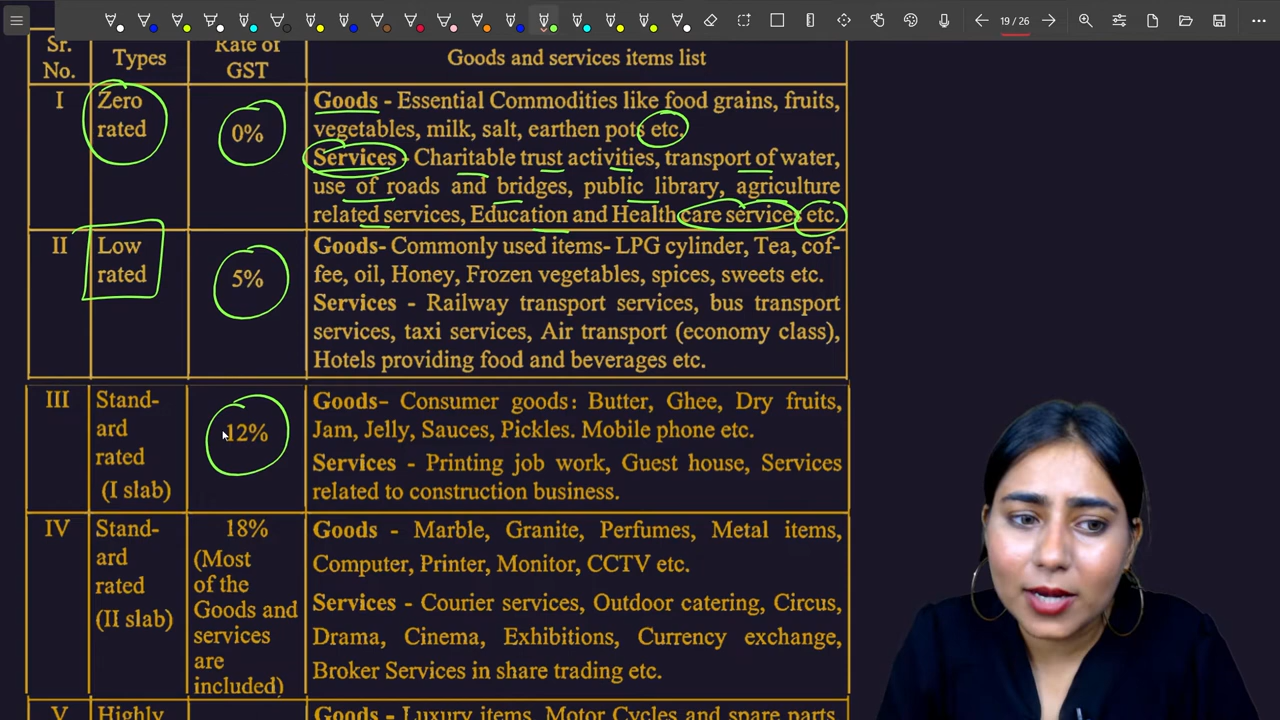 19 / 26
Sr.
No.
Types
Rate of
GST
Goods and services items list
I
Zero
rated
0%
Goods - Essential Commodities like food grains, fruits,
vegetables, milk, salt, earthen pots etc.
Services - Charitable trust activities, transport of water,
use of roads and bridges, public library, agriculture
related services, Education and Health care services etc.
II
Low
rated
5%
Goods- Commonly used items- LPG cylinder, Tea, cof-
fee, oil, Honey, Frozen vegetables, spices, sweets etc.
Services - Railway transport services, bus transport
services, taxi services, Air transport (economy class),
Hotels providing food and beverages etc.
III
Stand-
ard
rated
(I slab)
12%
Goods– Consumer goods: Butter, Ghee, Dry fruits,
Jam, Jelly, Sauces, Pickles. Mobile phone etc.
Services - Printing job work, Guest house, Services
related to construction business.
IV
Stand-
ard
rated
(II slab)
18%
(Most
of the
Goods and
services
are
included)
Goods - Marble, Granite, Perfumes, Metal items,
Computer, Printer, Monitor, CCTV etc.
Services - Courier services, Outdoor catering, Circus,
Drama, Cinema, Exhibitions, Currency exchange,
Broker Services in share trading etc.
V
Highly
Goods - Luxury items, Motor Cycles and spare parts,